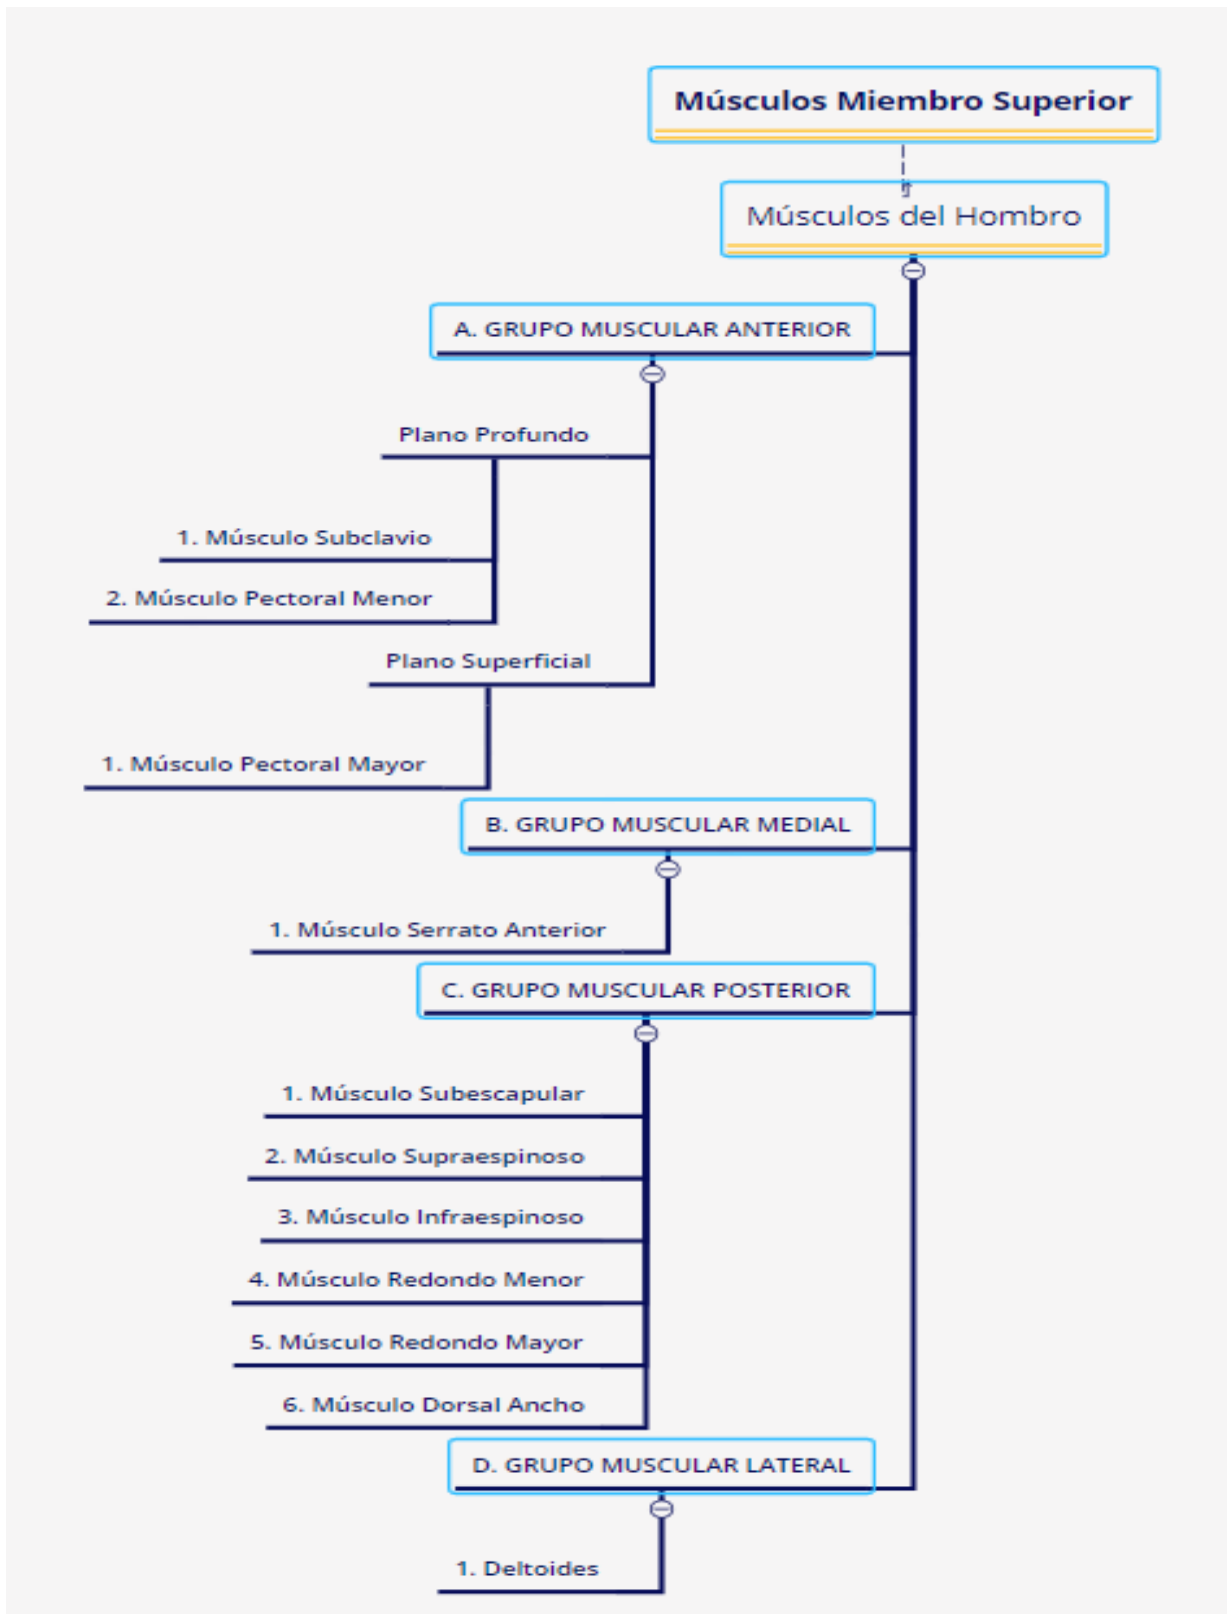 Músculos Miembro Superior
Músculos del Hombro
A. GRUPO MUSCULAR ANTERIOR
Plano Profundo
1. Músculo Subclavio
2. Músculo Pectoral Menor
Plano Superficial
1. Músculo Pectoral Mayor
B. GRUPO MUSCULAR MEDIAL
1. Músculo Serrato Anterior
C. GRUPO MUSCULAR POSTERIOR
1. Músculo Subescapular
2. Músculo Supraespinoso
3. Músculo Infraespinoso
4. Músculo Redondo Menor
5. Músculo Redondo Mayor
6. Músculo Dorsal Ancho
D. GRUPO MUSCULAR LATERAL
1. Deltoides